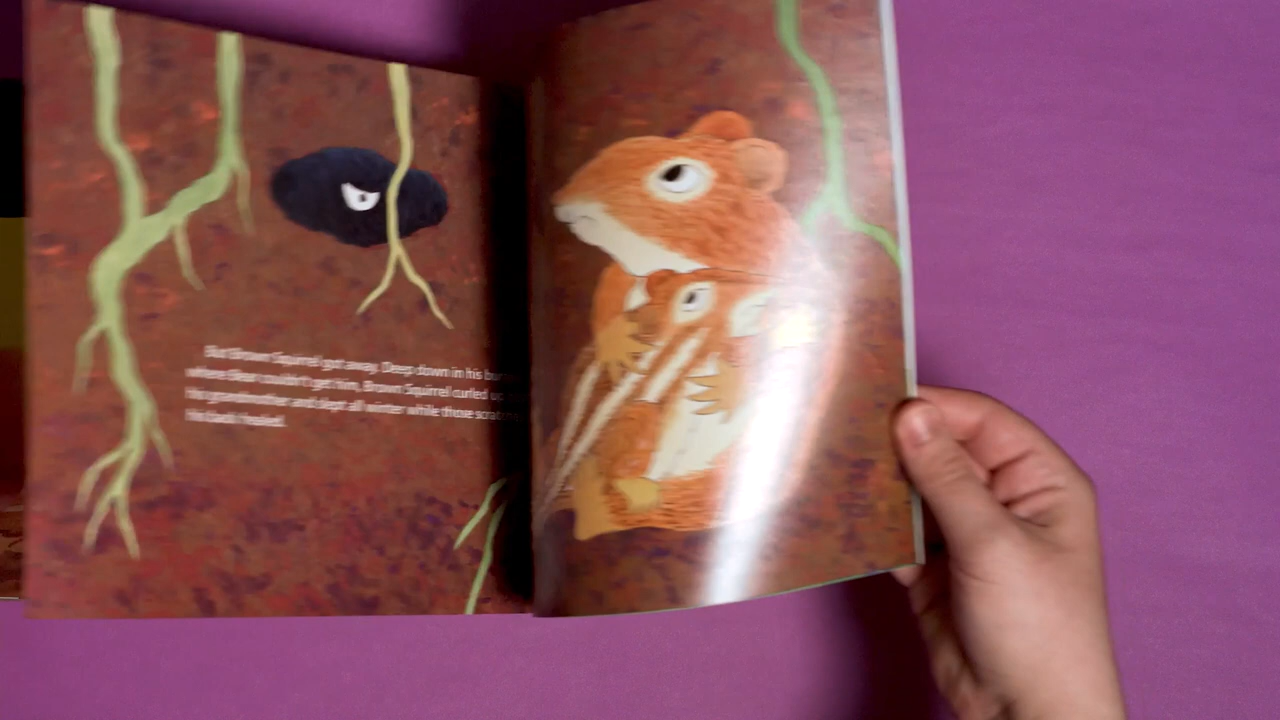 But Brown Squirrel got away. Deep down in his
where Bear couldn't get him, Brown Squirrel curled up
his grandmother and slept all winter while those
his back healed.